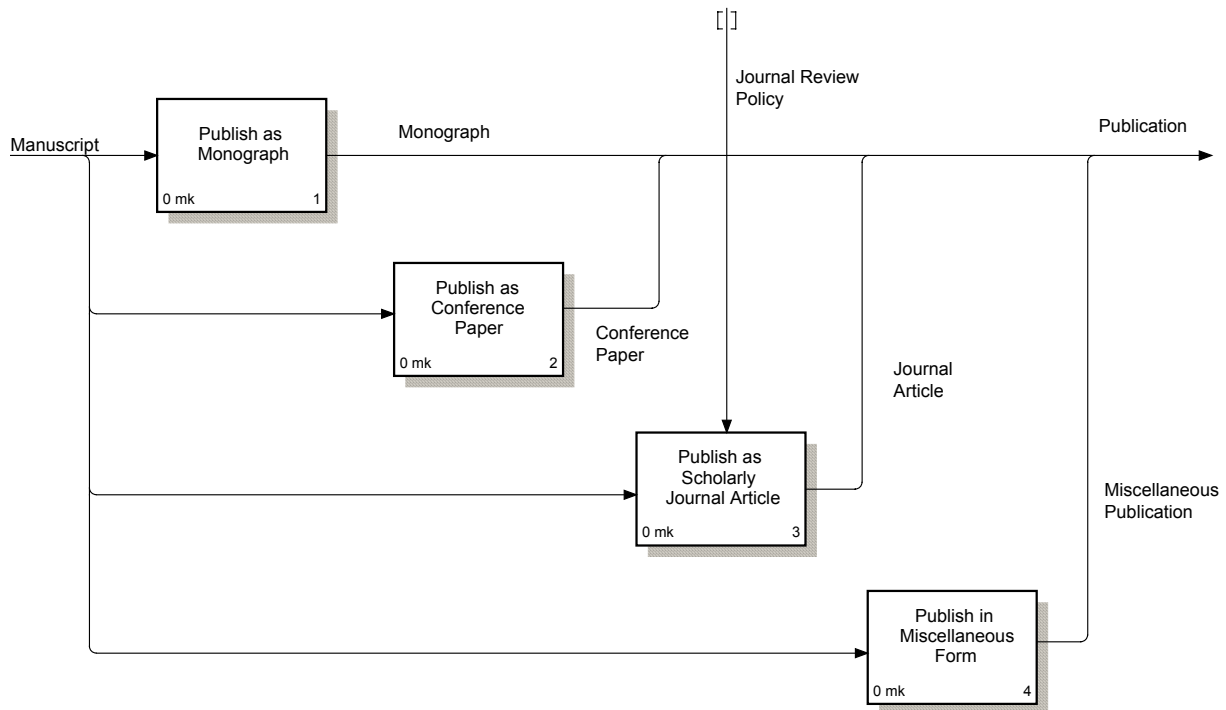 [ ]
Journal Review
Policy
Manuscript
Publish as
Monograph
0 mk 1
Monograph
Publication
Publish as
Conference
Paper
0 mk 2
Conference
Paper
Journal
Article
Publish as
Scholarly
Journal Article
0 mk 3
Miscellaneous
Publication
Publish in
Miscellaneous
Form
0 mk 4